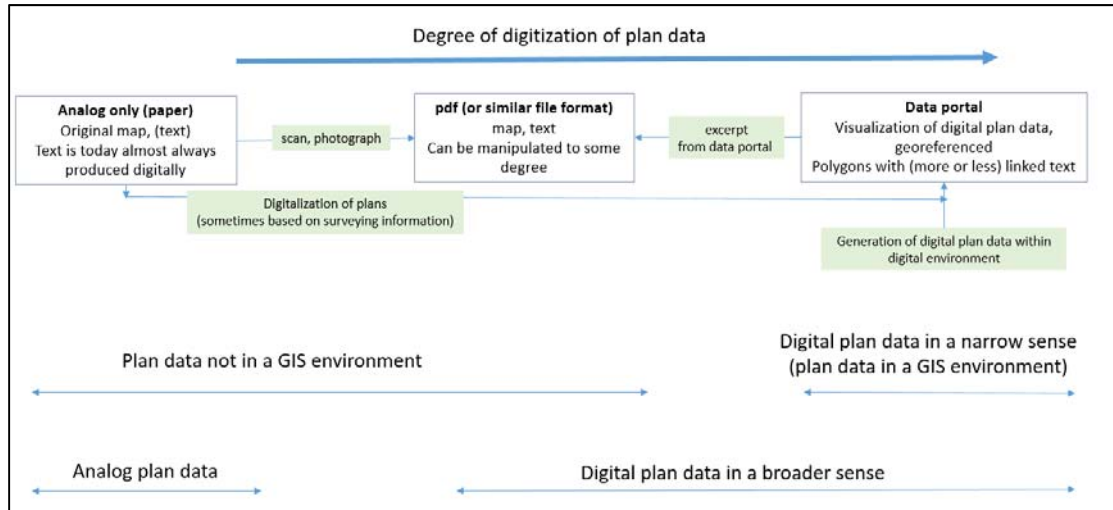 Degree of digitization of plan data
Analog only (paper)
Original map, (text)
Text is today almost always
produced digitally
scan, photograph
pdf (or similar file format)
map, text
Can be manipulated to some
degree
excerpt
from data portal
Data portal
Visualization of digital plan data,
georeferenced
Polygons with (more or less) linked text
Digitalization of plans
(sometimes based on surveying information)
Generation of digital plan data within
digital environment
Plan data not in a GIS environment
Digital plan data in a narrow sense
(plan data in a GIS environment)
Analog plan data
Digital plan data in a broader sense